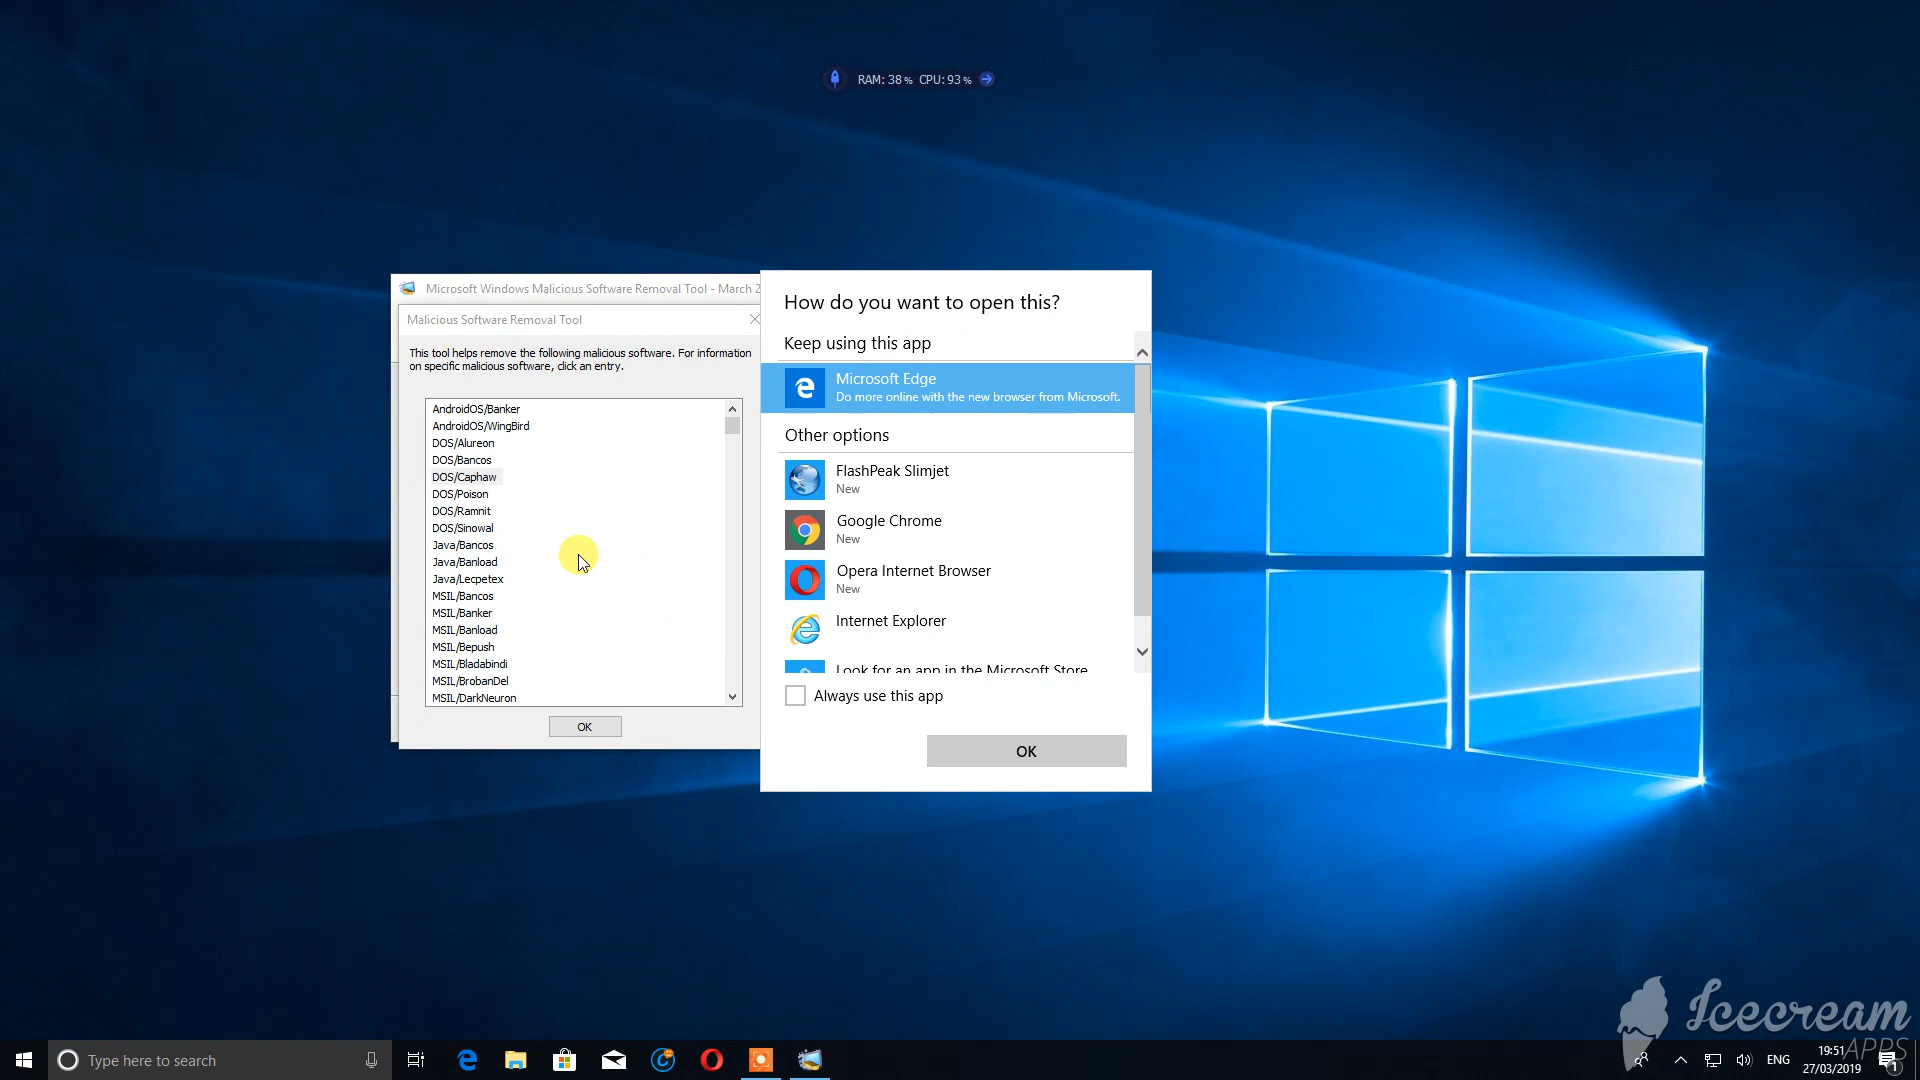 RAM: 38 % CPU: 93 %
Microsoft Windows Malicious Software Removal Tool - March 2
Malicious Software Removal Tool
This tool helps remove the following malicious software. For information
on specific malicious software, click an entry.
AndroidOS/Banker
AndroidOS/WingBird
DOS/Alureon
DOS/Bancos
DOS/Caphaw
DOS/Poison
DOS/Ramnit
DOS/Sinowal
Java/Bancos
Java/Banload
Java/Lecpetex
MSIL/Bancos
MSIL/Banker
MSIL/Banload
MSIL/Bepush
MSIL/Bladabindi
MSIL/BrobanDel
MSIL/DarkNeuron
OK
How do you want to open this?
Keep using this app
Microsoft Edge
Do more online with the new browser from Microsoft.
Other options
FlashPeak Slimjet
New
Google Chrome
New
Opera Internet Browser
New
Internet Explorer
Look for an app in the Microsoft Store
Always use this app
OK
Icecream
APPS
Type here to search
ENG
19:51
27/03/2019
1